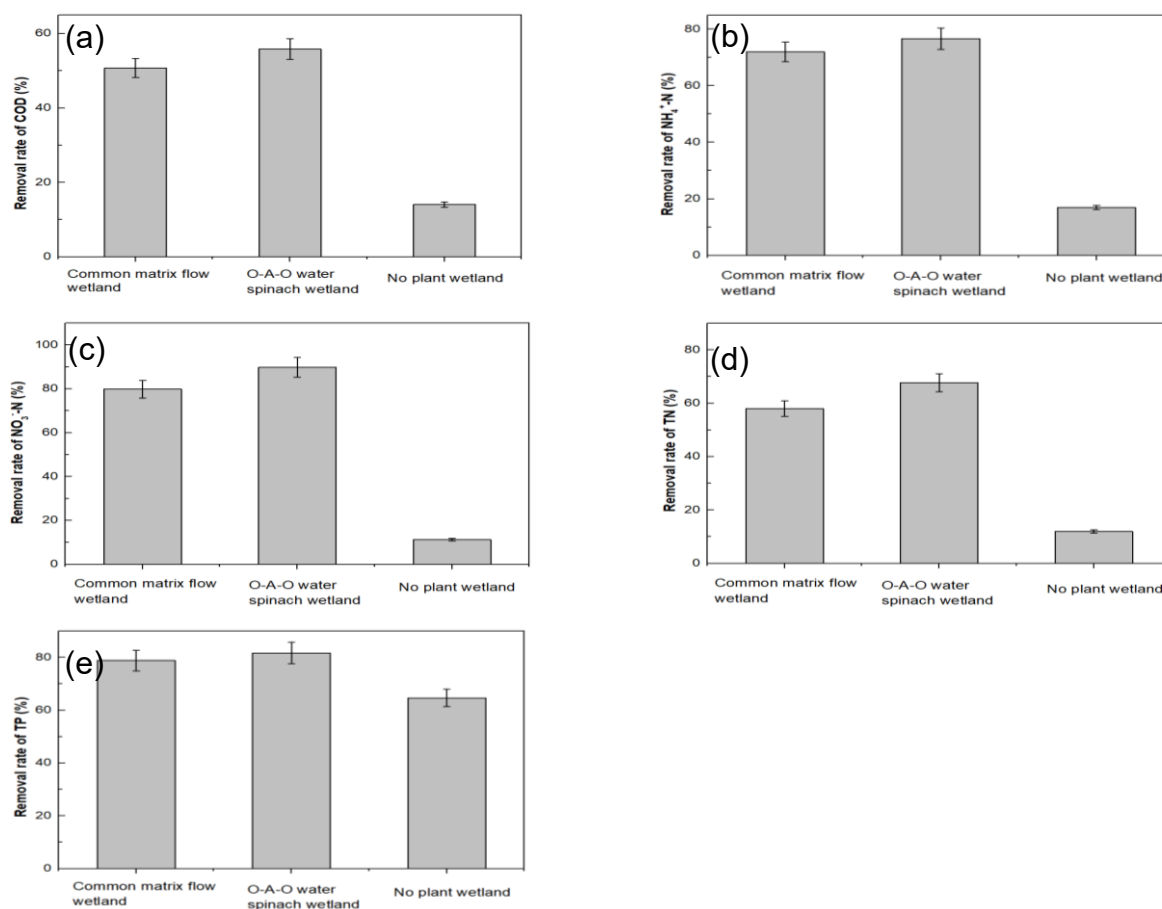 (a)
Removal rate of COD (%)
60
40
20
0
Common matrix flow
wetland
O-A-O water
spinach wetland
No plant wetland
(b)
Removal rate of NH₄⁺-N (%)
80
60
40
20
0
Common matrix flow
wetland
O-A-O water
spinach wetland
No plant wetland
(c)
Removal rate of NO₃⁻-N (%)
100
80
60
40
20
0
Common matrix flow
wetland
O-A-O water
spinach wetland
No plant wetland
(d)
Removal rate of TN (%)
80
60
40
20
0
Common matrix flow
wetland
O-A-O water
spinach wetland
No plant wetland
(e)
Removal rate of TP (%)
80
60
40
20
0
Common matrix flow
wetland
O-A-O water
spinach wetland
No plant wetland